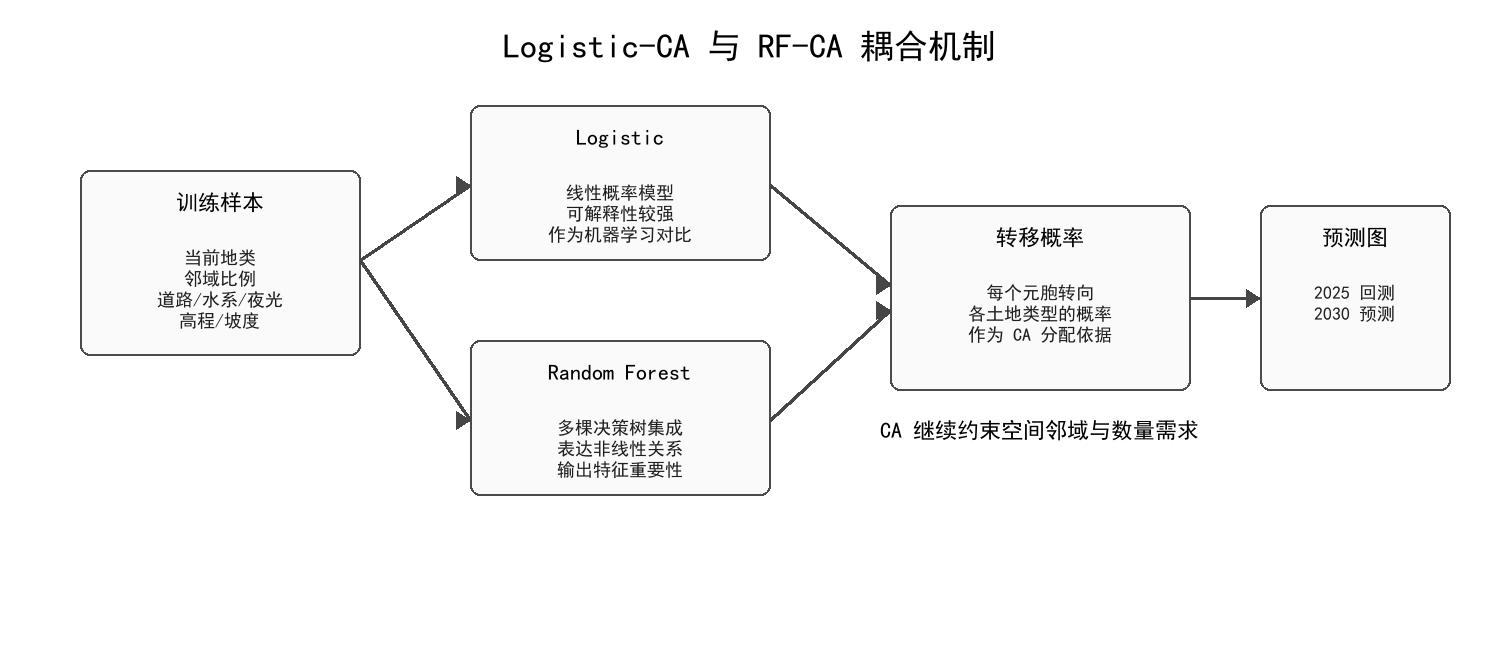 Logistic-CA 与 RF-CA 耦合机制
训练样本
当前地类
邻域比例
道路/水系/夜光
高程/坡度
Logistic
线性概率模型
可解释性较强
作为机器学习对比
Random Forest
多棵决策树集成
表达非线性关系
输出特征重要性
转移概率
每个元胞转向
各土地类型的概率
作为 CA 分配依据
CA 继续约束空间邻域与数量需求
预测图
2025 回测
2030 预测